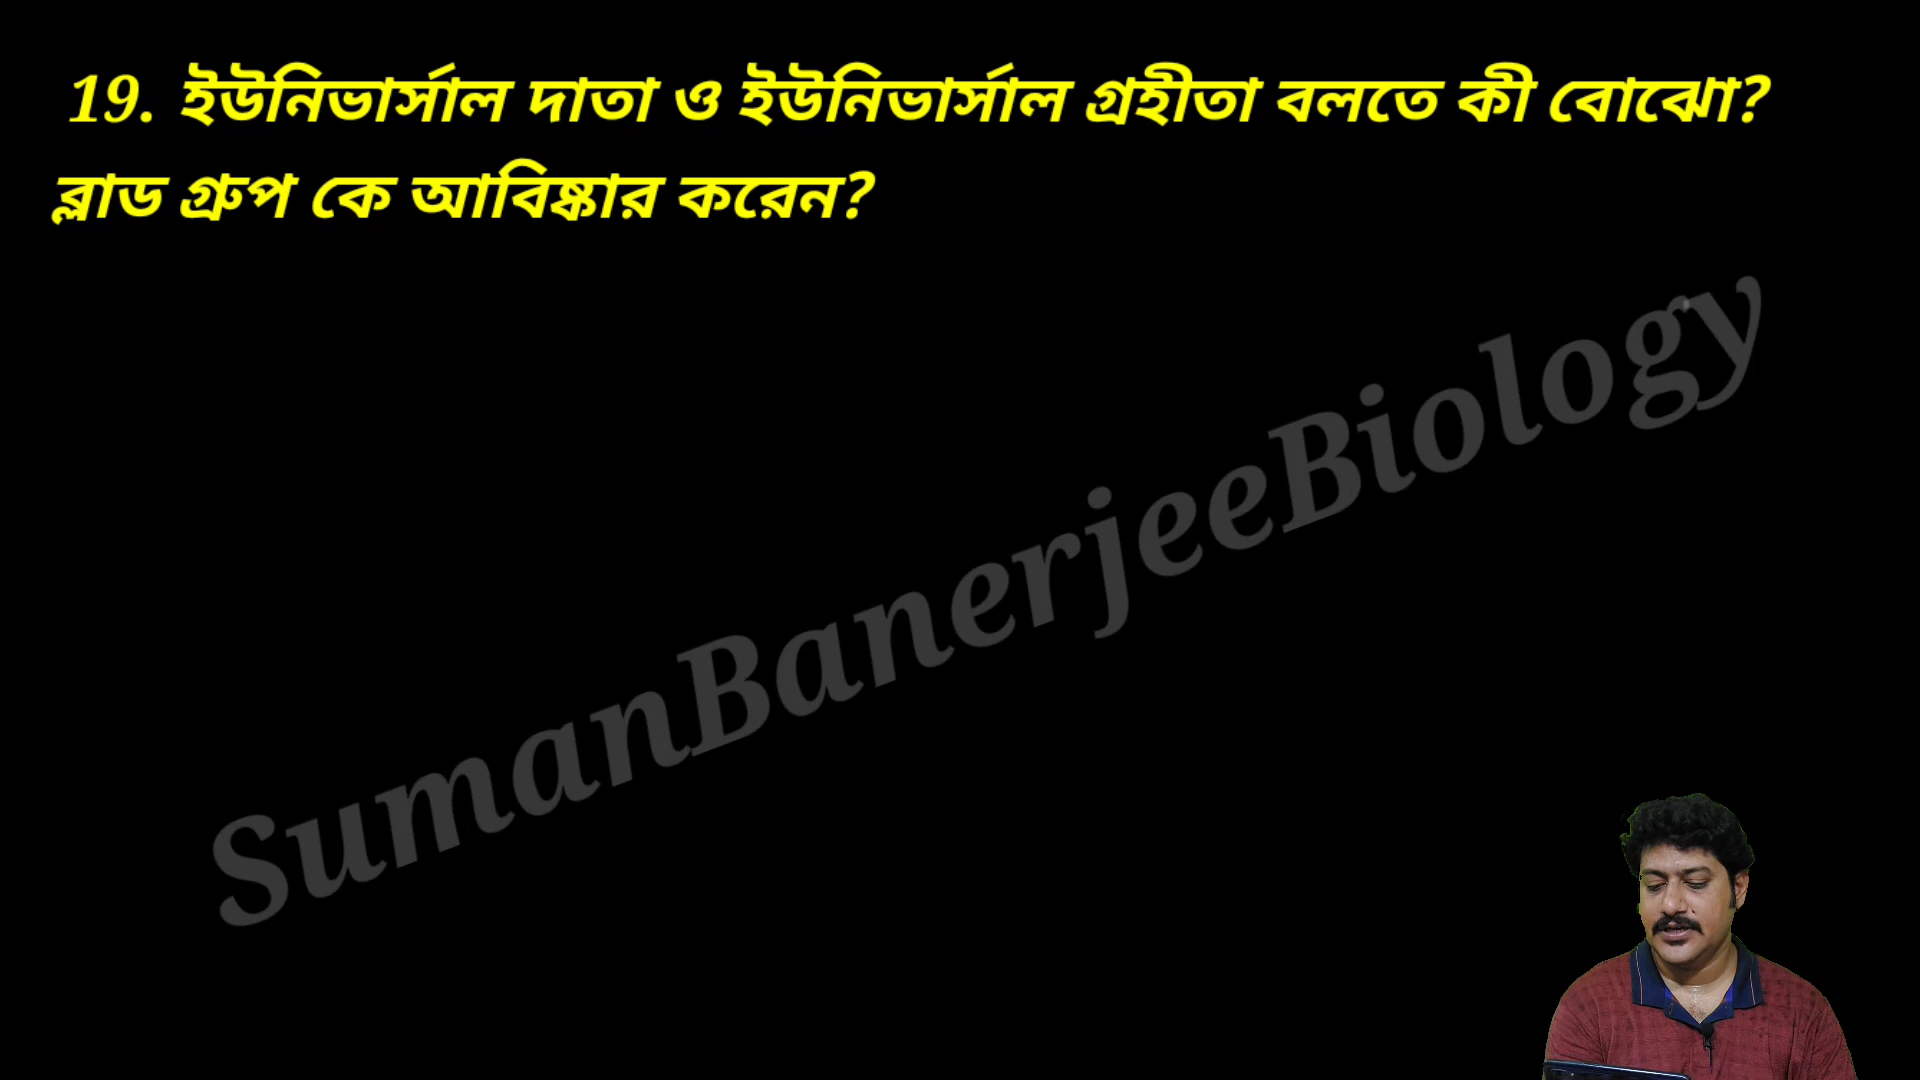 19. ইউনিভার্সাল দাতা ও ইউনিভার্সাল গ্রহীতা বলতে কী বোঝো?
ব্লাড গ্রুপ কে আবিষ্কার করেন?
SumanBanerjeeBiology